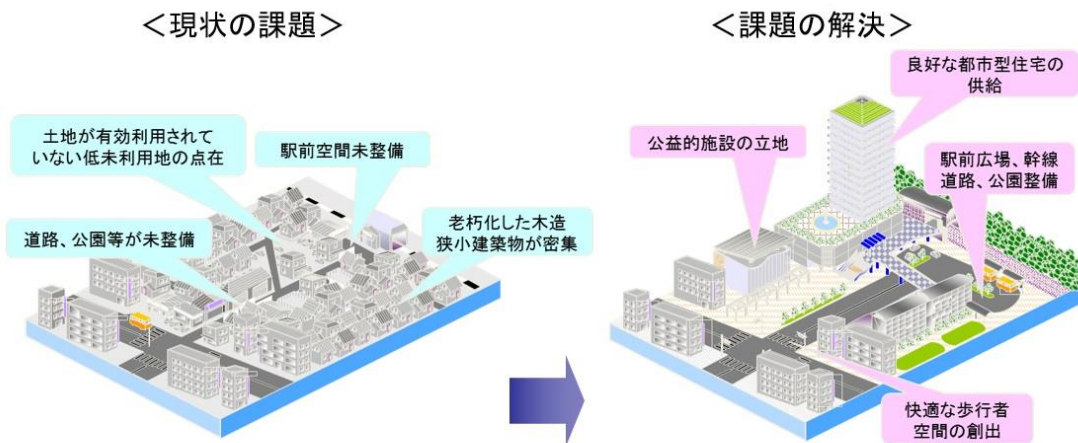 ＜現状の課題＞
土地が有効利用されて
いない低未利用地の点在
駅前空間未整備
道路、公園等が未整備
老朽化した木造
狭小建築物が密集
＜課題の解決＞
良好な都市型住宅の
供給
公益的施設の立地
駅前広場、幹線
道路、公園整備
快適な歩行者
空間の創出